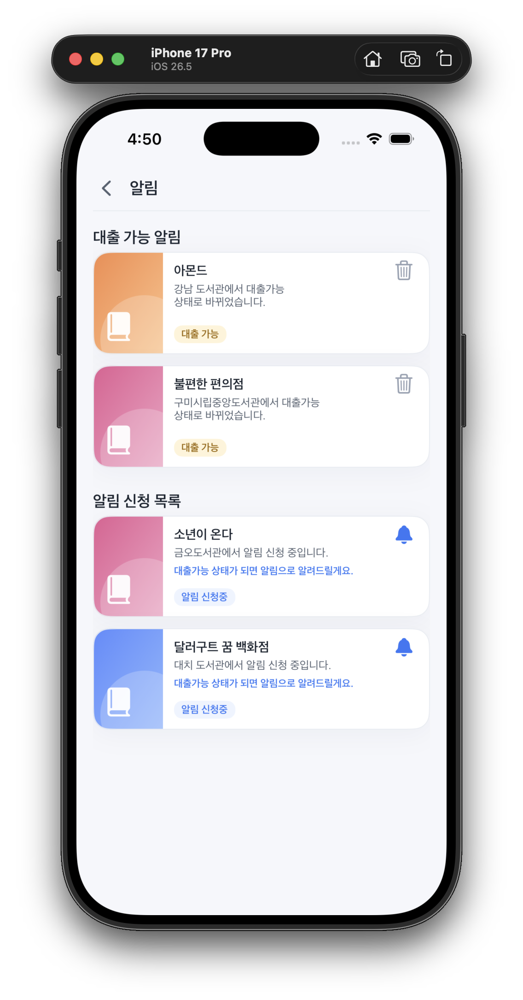 iPhone 17 Pro
iOS 26.5
4:50
알림
대출 가능 알림
아몬드
강남 도서관에서 대출가능
상태로 바뀌었습니다.
대출 가능
불편한 편의점
구미시립중앙도서관에서 대출가능
상태로 바뀌었습니다.
대출 가능
알림 신청 목록
소년이 온다
금오도서관에서 알림 신청 중입니다.
대출가능 상태가 되면 알림으로 알려드릴게요.
알림 신청중
달러구트 꿈 백화점
대치 도서관에서 알림 신청 중입니다.
대출가능 상태가 되면 알림으로 알려드릴게요.
알림 신청중